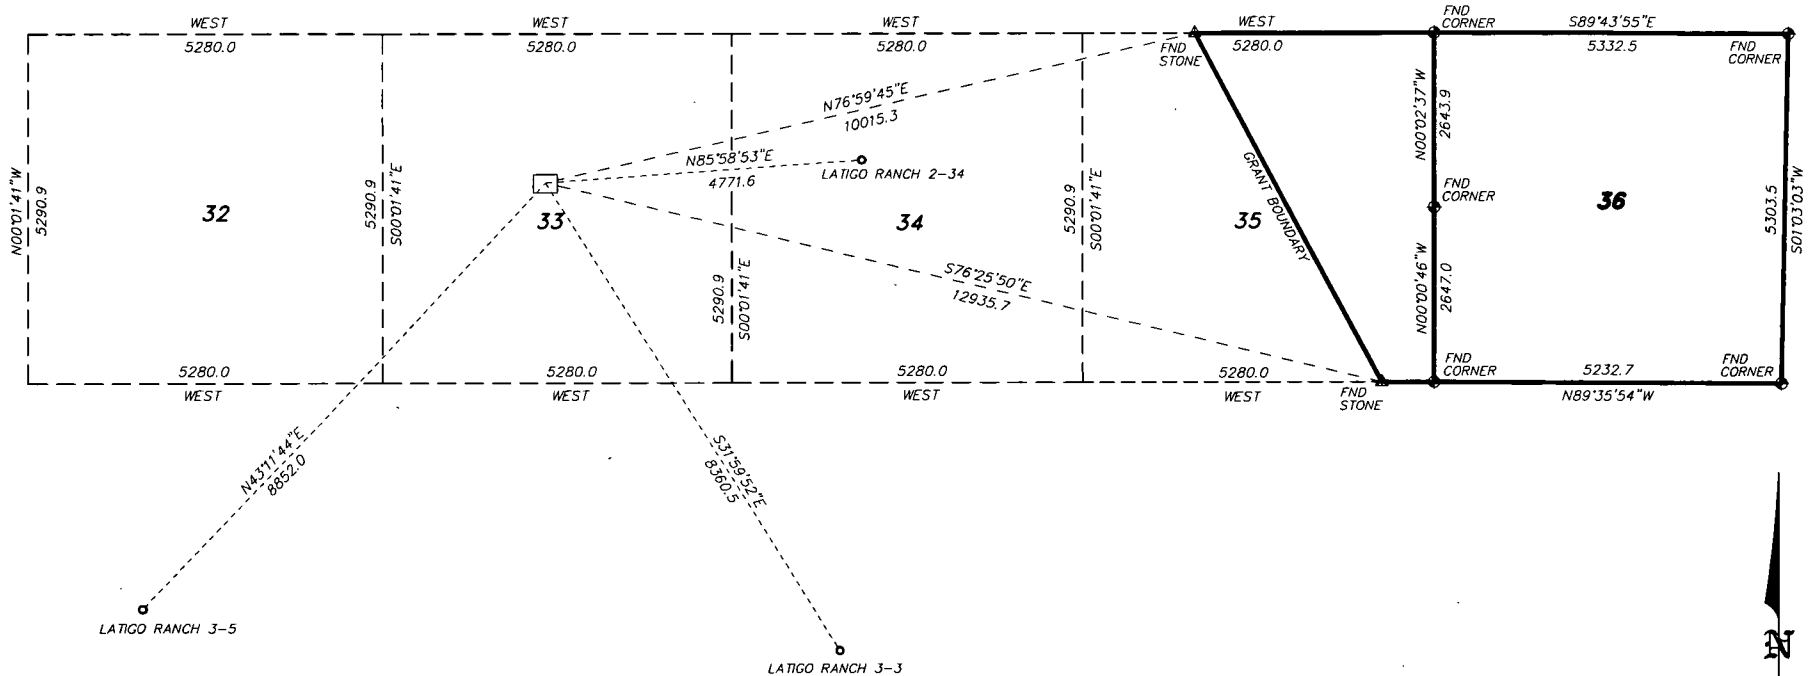 WEST
5280.0
WEST
5280.0
WEST
5280.0
WEST
5280.0
FND
CORNER
S89°43'55"E
5332.5
FND
CORNER
FND
STONE
N76°59'45"E
10015.3
N85°58'53"E
4771.6
LATIGO RANCH 2-34
N00°01'41"W
5290.9
32
5290.9
S00°01'41"E
33
5290.9
S00°01'41"E
34
5290.9
S00°01'41"E
35
GRANT BOUNDARY
N00°02'37"W
2643.9
FND
CORNER
36
5303.5
S01°03'03"W
N00°00'46"W
2647.0
S76°25'50"E
12935.7
5280.0
WEST
5280.0
WEST
5280.0
WEST
5280.0
WEST
FND
STONE
FND
CORNER
5232.7
N89°35'54"W
FND
CORNER
N43°11'44"E
8852.0
S31°59'52"E
8360.5
LATIGO RANCH 3-5
LATIGO RANCH 3-3
N